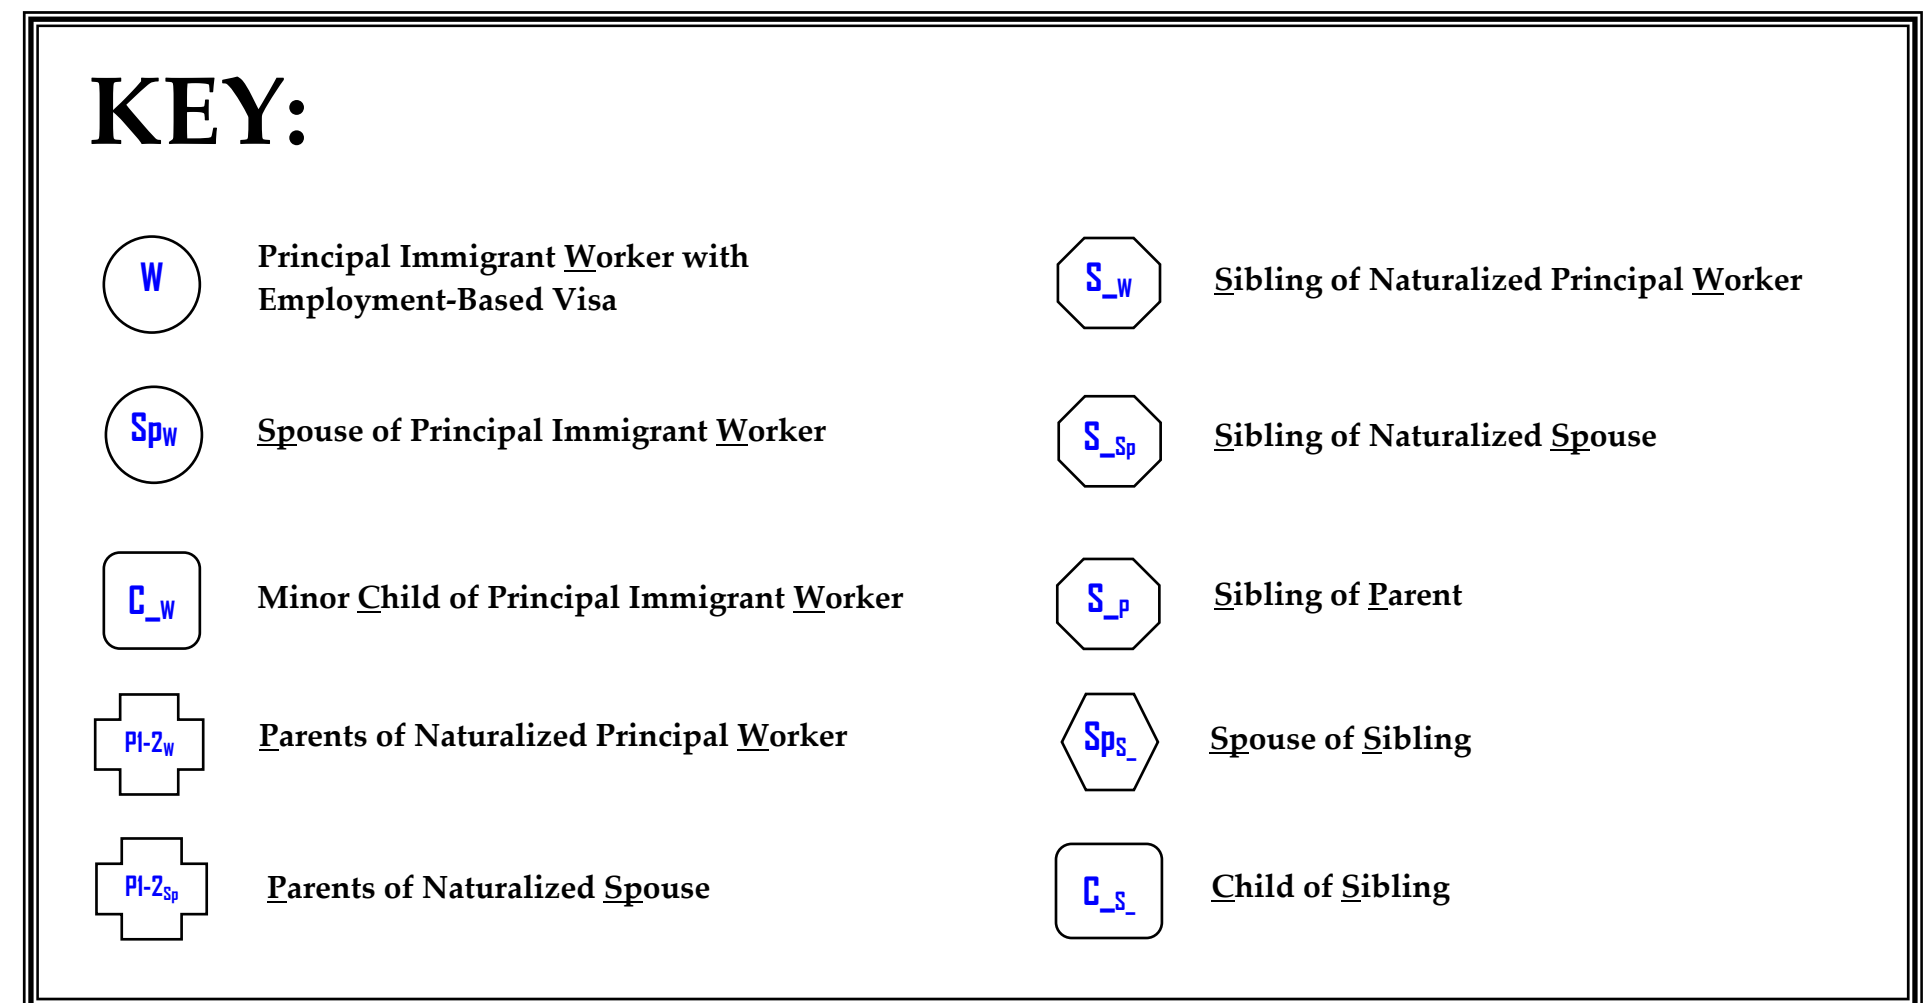 KEY:
W
Principal Immigrant Worker with
Employment-Based Visa
SpW
Spouse of Principal Immigrant Worker
C_W
Minor Child of Principal Immigrant Worker
P1-2W
Parents of Naturalized Principal Worker
P1-2Sp
Parents of Naturalized Spouse
S_W
Sibling of Naturalized Principal Worker
S_Sp
Sibling of Naturalized Spouse
S_P
Sibling of Parent
SpS_
Spouse of Sibling
C_S_
Child of Sibling